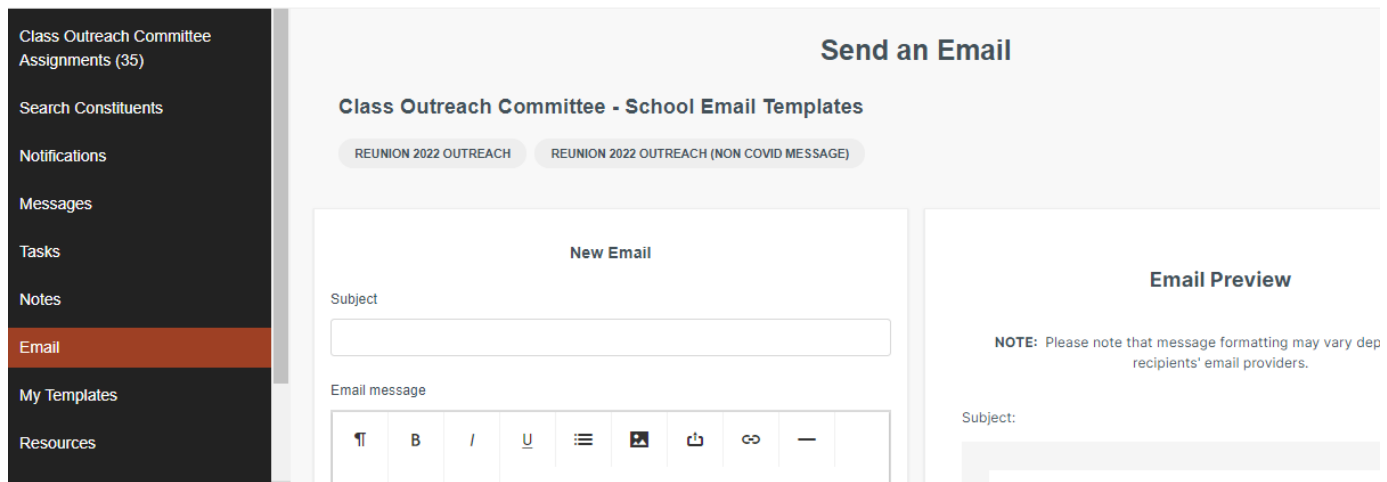 Class Outreach Committee
Assignments (35)
Search Constituents
Notifications
Messages
Tasks
Notes
Email
My Templates
Resources
Send an Email
Class Outreach Committee - School Email Templates
REUNION 2022 OUTREACH
REUNION 2022 OUTREACH (NON COVID MESSAGE)
New Email
Subject
Email message
¶ B I U
Email Preview
NOTE: Please note that message formatting may vary dep
recipients' email providers.
Subject: